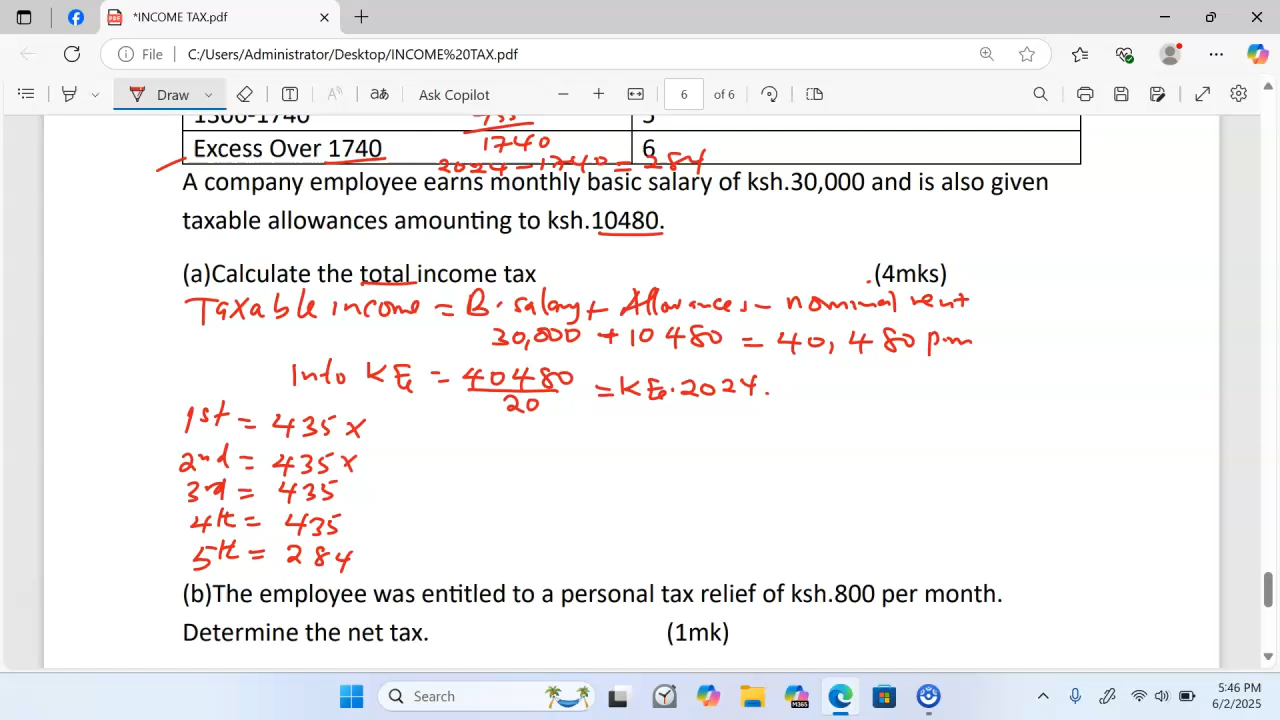 *INCOME TAX.pdf
File C:/Users/Administrator/Desktop/INCOME%20TAX.pdf
Draw Ask Copilot 6 of 6
1306-1740 435 5
1740
Excess Over 1740 6
2024 - 1740 = 284
A company employee earns monthly basic salary of ksh.30,000 and is also given
taxable allowances amounting to ksh.10480.
(a)Calculate the total income tax (4mks)
Taxable income = B. salary + Allowances - nominal rent
30,000 + 10480 = 40,480 pm
Into K£ = 40480/20 = K£.2024.
1st = 435 x
2nd = 435 x
3rd = 435
4th = 435
5th = 284
(b)The employee was entitled to a personal tax relief of ksh.800 per month.
Determine the net tax. (1mk)
Search
5:46 PM
6/2/2025